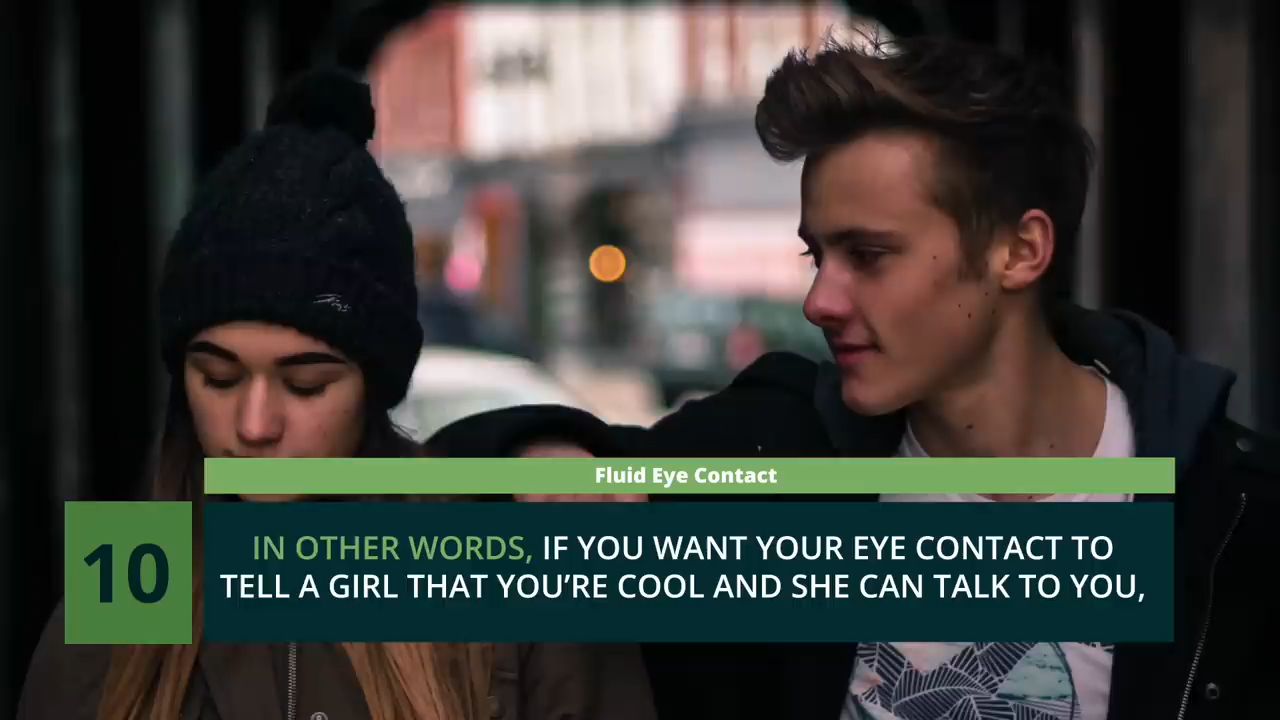 Fluid Eye Contact
10
IN OTHER WORDS, IF YOU WANT YOUR EYE CONTACT TO
TELL A GIRL THAT YOU’RE COOL AND SHE CAN TALK TO YOU,